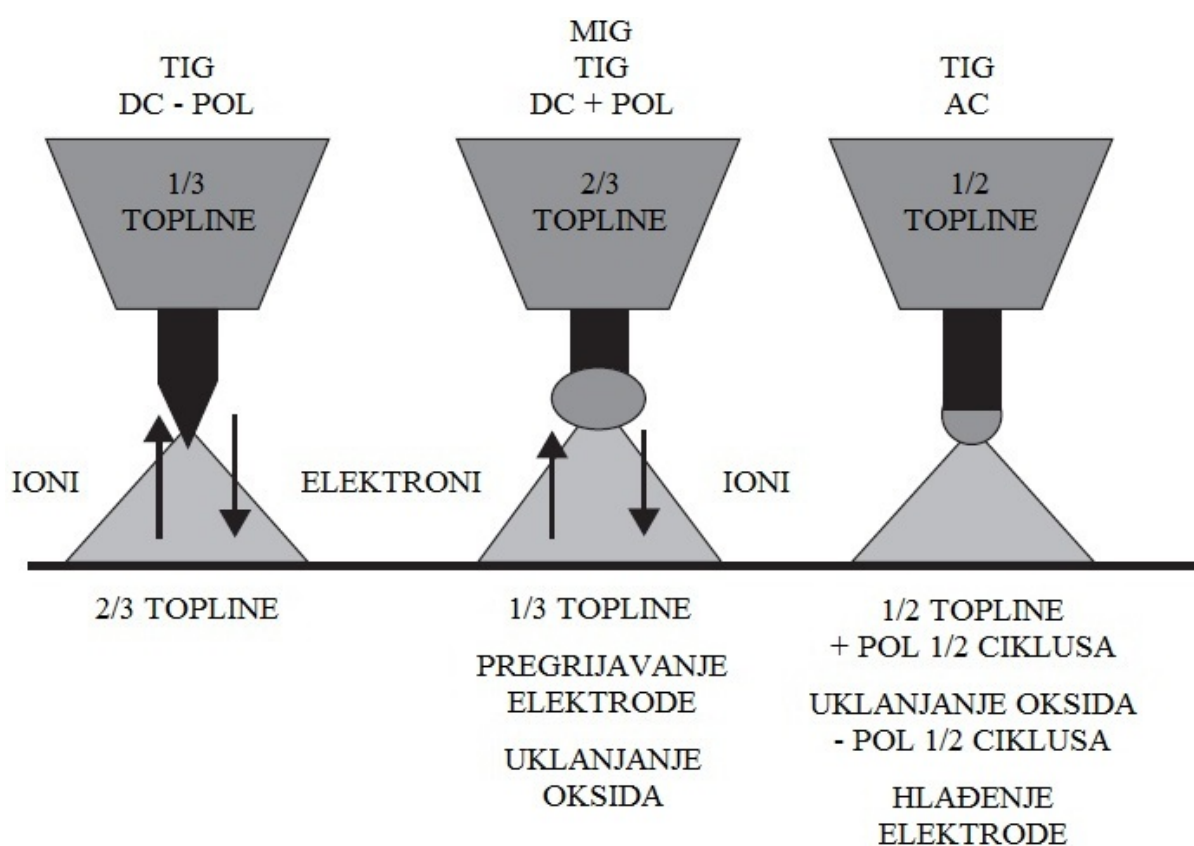 TIG
DC - POL
MIG
TIG
DC + POL
TIG
AC
1/3
TOPLINE
2/3
TOPLINE
1/2
TOPLINE
IONI
ELEKTRONI
IONI
2/3 TOPLINE
1/3 TOPLINE
PREGRIJAVANJE
ELEKTRODE
UKLANJANJE
OKSIDA
1/2 TOPLINE
+ POL 1/2 CIKLUSA
UKLANJANJE OKSIDA
- POL 1/2 CIKLUSA
HLAĐENJE
ELEKTRODE